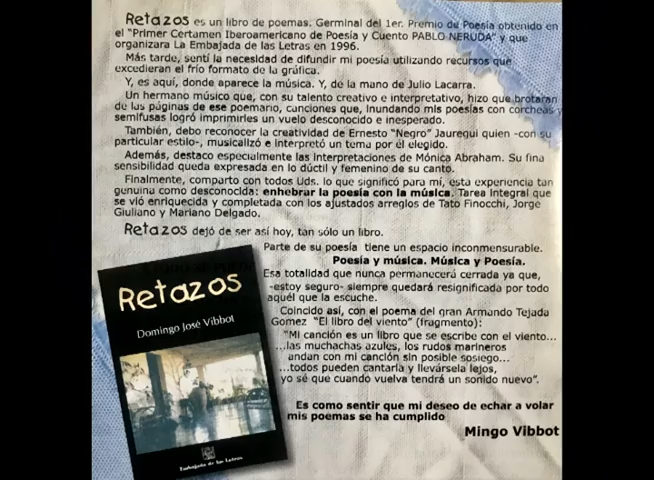 Retazos es un libro de poemas. Germinal del 1er. Premio de Poesía obtenido en
el "Primer Certamen Iberoamericano de Poesía y Cuento PABLO NERUDA" y que
organizara La Embajada de las Letras en 1996.
Más tarde, sentí la necesidad de difundir mi poesía utilizando recursos que
excedieran el frío formato de la gráfica.
Y, es aquí, donde aparece la música. Y, de la mano de Julio Lacarra.
Un hermano músico que, con su talento creativo e interpretativo, hizo que brotaran
de las páginas de ese poemario, canciones que, inundando mis poesías con corcheas y
semifusas logró imprimirles un vuelo desconocido e inesperado.
También, debo reconocer la creatividad de Ernesto "Negro" Jauregui quien -con su
particular estilo-, musicalizó e interpretó un tema por él elegido.
Además, destaco especialmente las interpretaciones de Mónica Abraham. Su fina
sensibilidad queda expresada en lo dúctil y femenino de su canto.
Finalmente, comparto con todos Uds. lo que significó para mí, esta experiencia tan
genuina como desconocida: enhebrar la poesía con la música. Tarea integral que
se vió enriquecida y completada con los ajustados arreglos de Tato Finocchi, Jorge
Giuliano y Mariano Delgado.
Retazos dejó de ser así hoy, tan sólo un libro.
Parte de su poesía tiene un espacio inconmensurable.
Poesía y música. Música y Poesía.
Esa totalidad que nunca permanecerá cerrada ya que,
-estoy seguro- siempre quedará resignificada por todo
aquél que la escuche.
Coincido así, con el poema del gran Armando Tejada
Gomez "El libro del viento" (fragmento):
"Mi canción es un libro que se escribe con el viento...
...las muchachas azules, los rudos marineros
andan con mi canción sin posible sosiego...
...todos pueden cantarla y llevársela lejos,
yo sé que cuando vuelva tendrá un sonido nuevo".
Es como sentir que mi deseo de echar a volar
mis poemas se ha cumplido
Mingo Vibbot
Retazos
Domingo José Vibbot
Embajada de las Letras